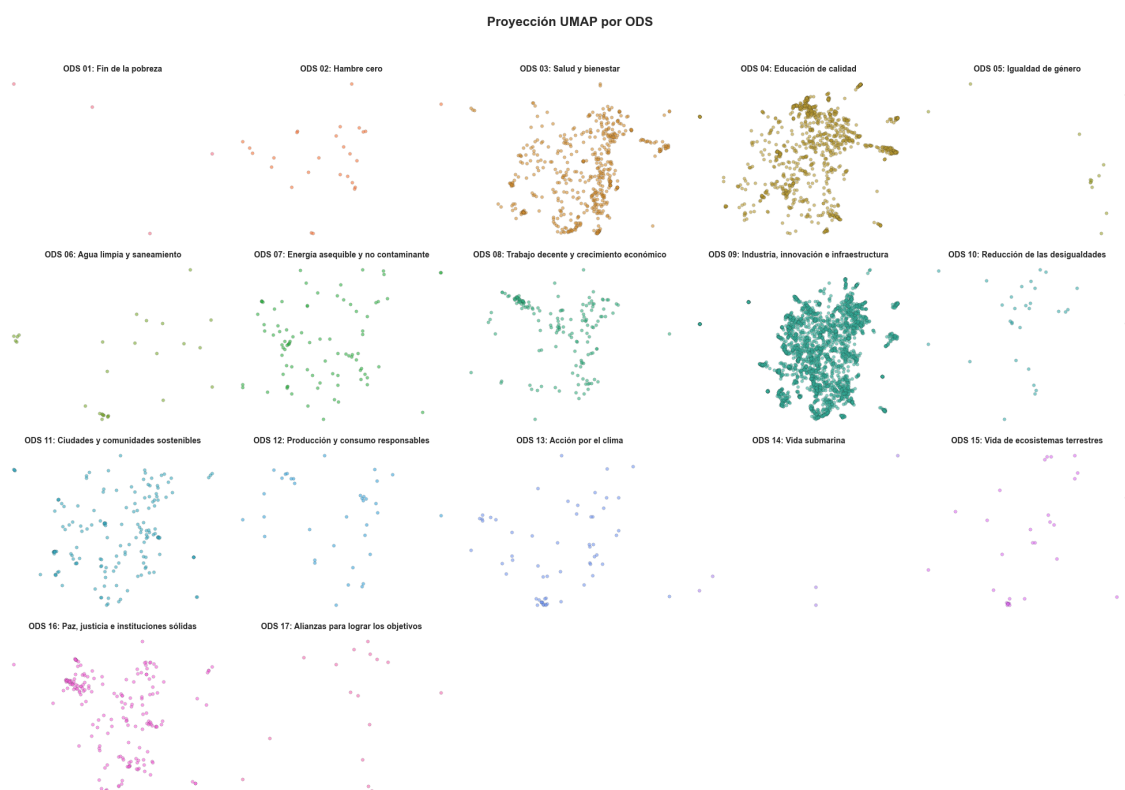 Proyección UMAP por ODS
ODS 01: Fin de la pobreza
ODS 02: Hambre cero
ODS 03: Salud y bienestar
ODS 04: Educación de calidad
ODS 05: Igualdad de género
ODS 06: Agua limpia y saneamiento
ODS 07: Energía asequible y no contaminante
ODS 08: Trabajo decente y crecimiento económico
ODS 09: Industria, innovación e infraestructura
ODS 10: Reducción de las desigualdades
ODS 11: Ciudades y comunidades sostenibles
ODS 12: Producción y consumo responsables
ODS 13: Acción por el clima
ODS 14: Vida submarina
ODS 15: Vida de ecosistemas terrestres
ODS 16: Paz, justicia e instituciones sólidas
ODS 17: Alianzas para lograr los objetivos